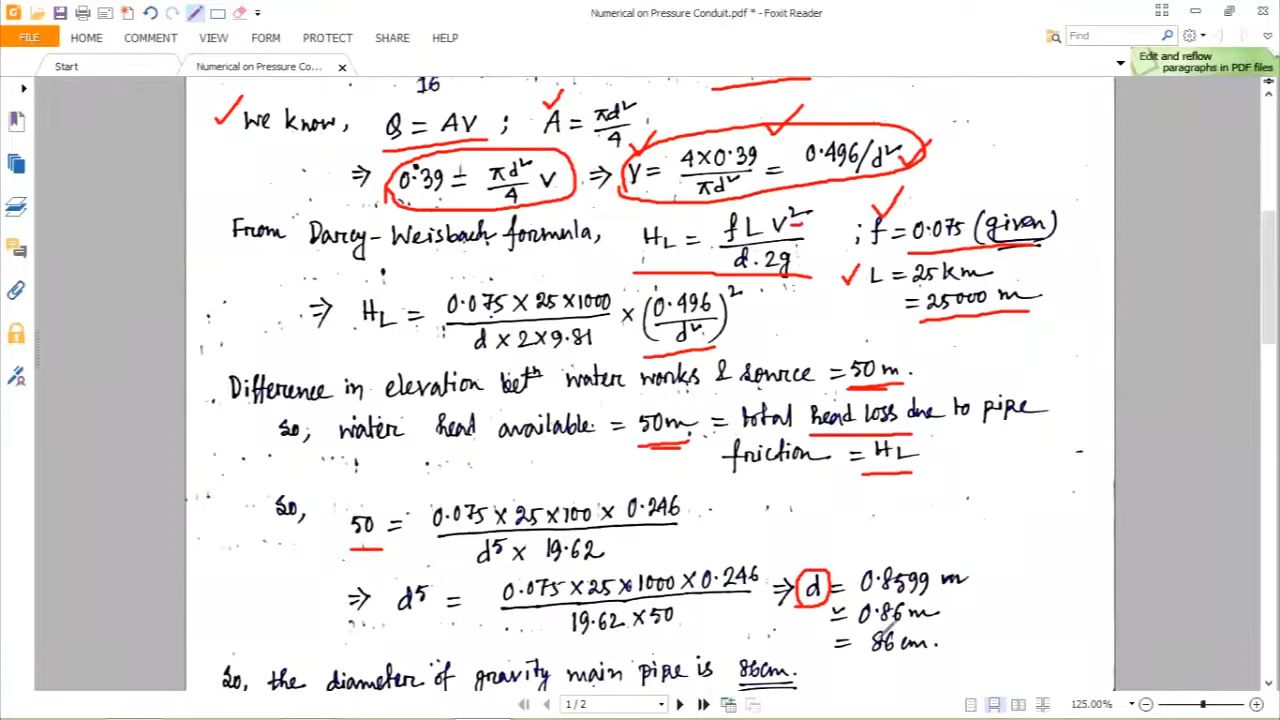 Numerical on Pressure Conduit.pdf * - Foxit Reader
FILE HOME COMMENT VIEW FORM PROTECT SHARE HELP Find
Edit and reflow
paragraphs in PDF files
Start Numerical on Pressure Co... x
16
We know, Q = AV ; A = πd²/4
⇒ 0.39 = πd²/4 V ⇒ V = 4×0.39/πd² = 0.496/d²
From Darcy-Weisbach formula, HL = fLV²/d.2g ; f = 0.075 (given)
L = 25km
= 25000 m
⇒ HL = 0.075 × 25 × 1000/d × 2 × 9.81 × (0.496/d²)²
Difference in elevation betn water works & source = 50 m.
So, water head available = 50m = total head loss due to pipe
friction = HL
So, 50 = 0.075 × 25 × 100 × 0.246/d⁵ × 19.62
⇒ d⁵ = 0.075 × 25 × 1000 × 0.246/19.62 × 50 ⇒ d = 0.8599 m
≃ 0.86 m
= 86 cm.
So, the diameter of gravity main pipe is 86cm.
1 / 2 125.00%